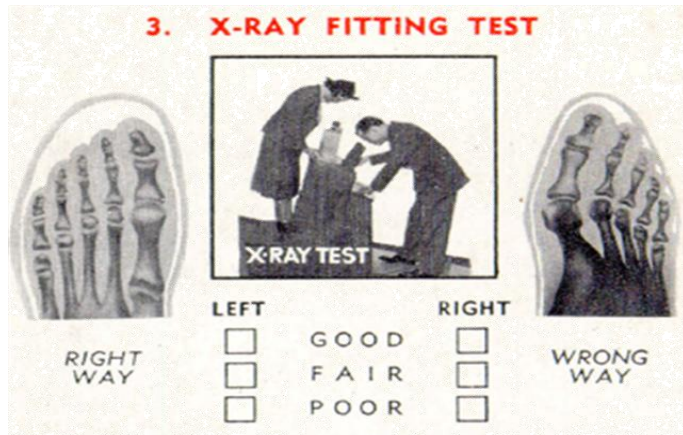 3. X-RAY FITTING TEST
X-RAY TEST
LEFT RIGHT
GOOD
FAIR
POOR
RIGHT
WAY
WRONG
WAY